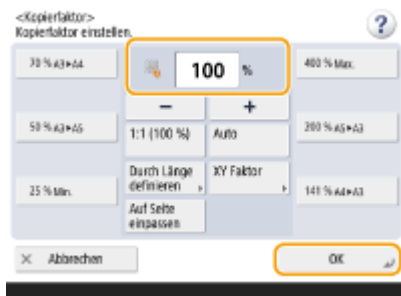 <Kopierfaktor>
Kopierfaktor einstellen.
?
70 % A3▸A4
100 %
400 % Max.
− +
50 % A3▸A5
1:1 (100 %)
Auto
200 % A5▸A3
Durch Länge
definieren
XY Faktor
25 % Min.
141 % A4▸A3
Auf Seite
einpassen
× Abbrechen
OK